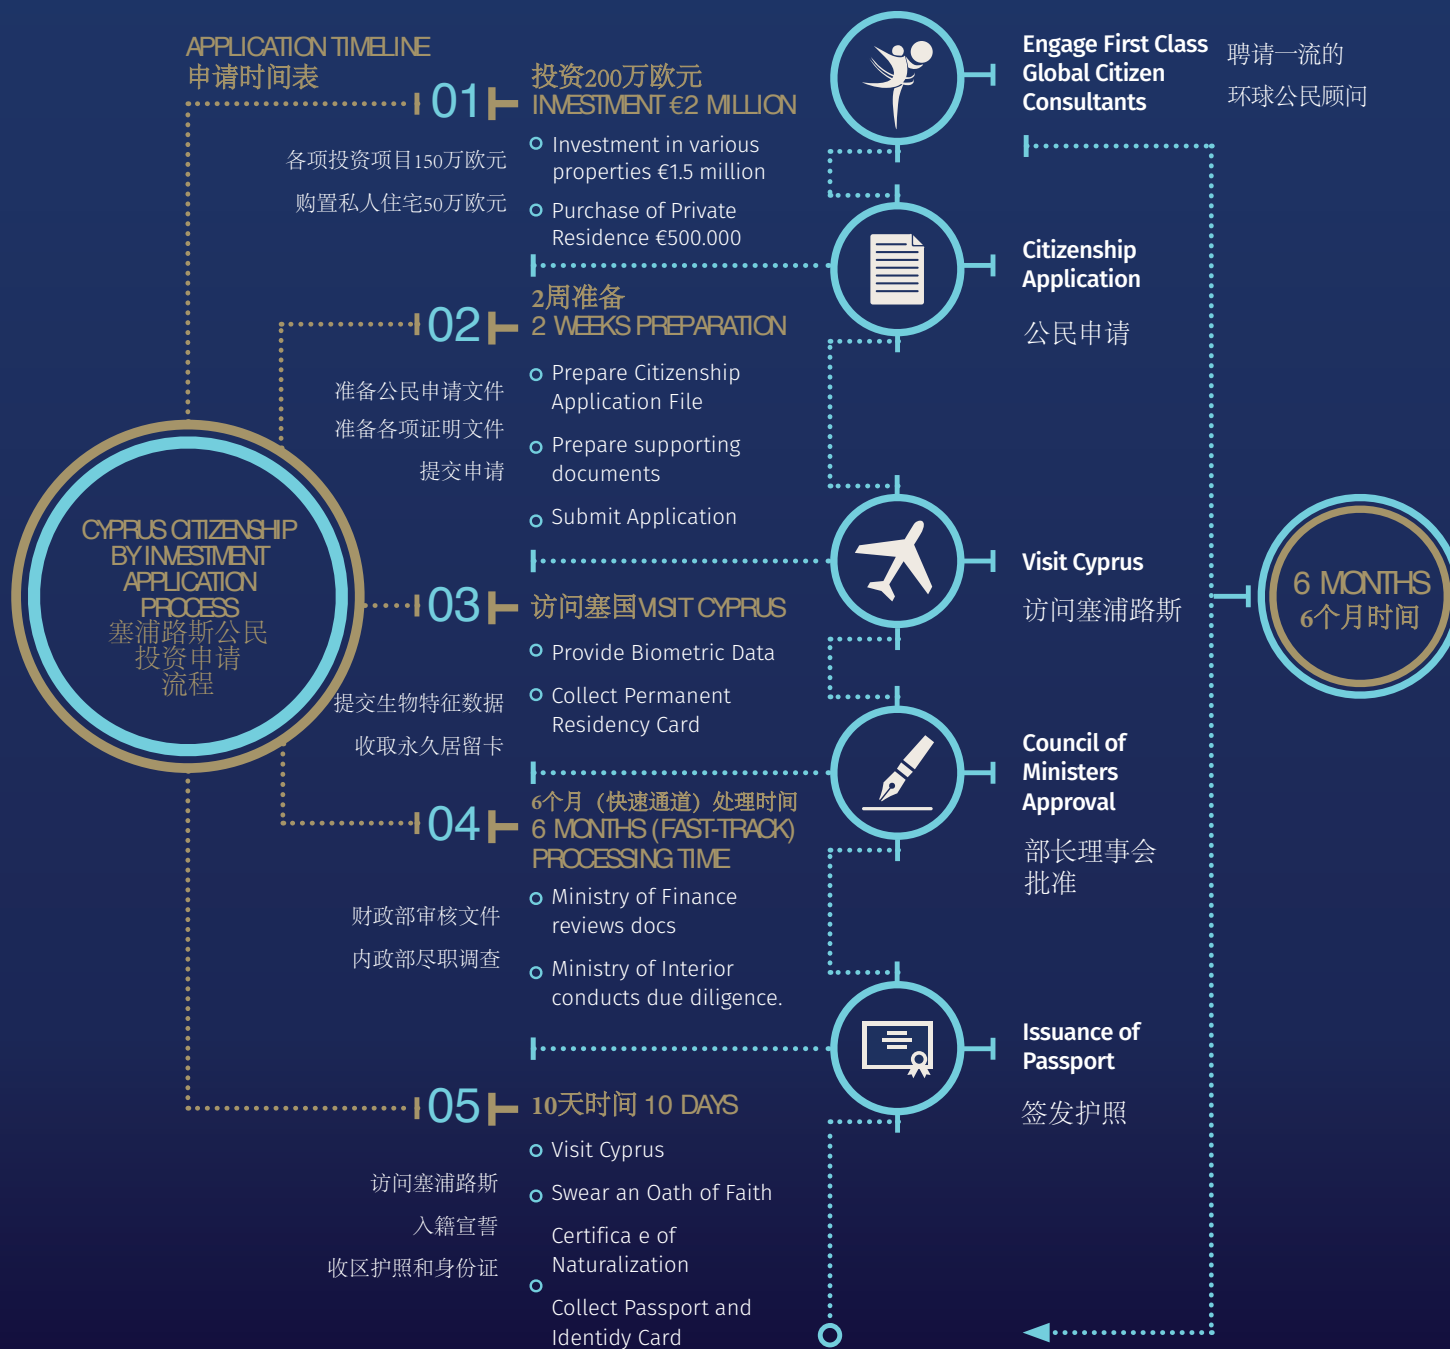 APPLICATION TIMELINE
申请时间表
01
投资200万欧元
INVESTMENT €2 MILLION
各项投资项目150万欧元
购置私人住宅50万欧元
Investment in various
properties €1.5 million
Purchase of Private
Residence €500.000
02
2周准备
2 WEEKS PREPARATION
准备公民申请文件
准备各项证明文件
提交申请
Prepare Citizenship
Application File
Prepare supporting
documents
Submit Application
CYPRUS CITIZENSHIP
BY INVESTMENT
APPLICATION
PROCESS
塞浦路斯公民
投资申请
流程
03
访问塞国VISIT CYPRUS
提交生物特征数据
收取永久居留卡
Provide Biometric Data
Collect Permanent
Residency Card
04
6个月（快速通道）处理时间
6 MONTHS (FAST-TRACK)
PROCESSING TIME
财政部审核文件
内政部尽职调查
Ministry of Finance
reviews docs
Ministry of Interior
conducts due diligence.
05
10天时间 10 DAYS
访问塞浦路斯
入籍宣誓
收区护照和身份证
Visit Cyprus
Swear an Oath of Faith
Certifica e of
Naturalization
Collect Passport and
Identidy Card
Engage First Class
Global Citizen
Consultants
聘请一流的
环球公民顾问
Citizenship
Application
公民申请
Visit Cyprus
访问塞浦路斯
Council of
Ministers
Approval
部长理事会
批准
Issuance of
Passport
签发护照
6 MONTHS
6个月时间